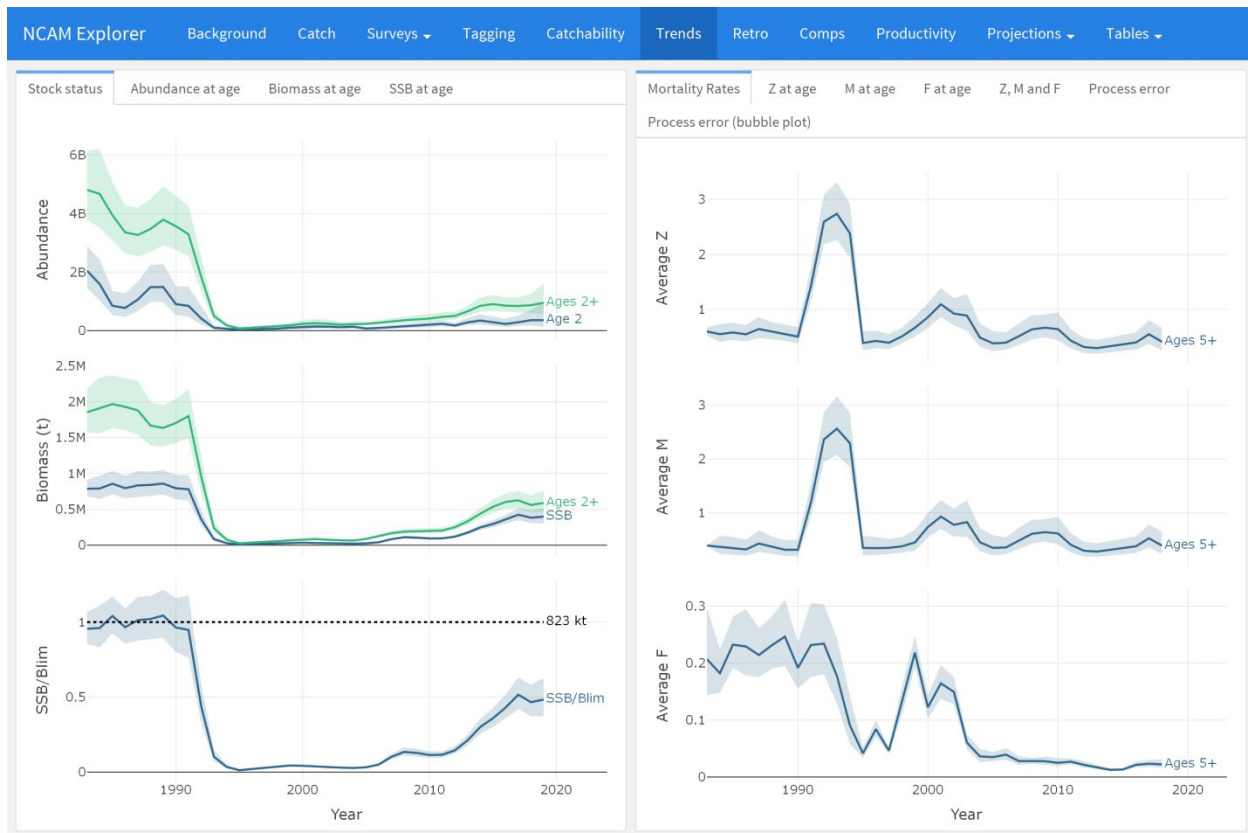 NCAM Explorer Background Catch Surveys Tagging Catchability Trends Retro Comps Productivity Projections Tables
Stock status Abundance at age Biomass at age SSB at age
6B
4B
2B
0
Abundance
Ages 2+
Age 2
2.5M
2M
1.5M
1M
0.5M
0
Biomass (t)
Ages 2+
SSB
1
0.5
0
SSB/Blim
823 kt
SSB/Blim
1990 2000 2010 2020
Year
Mortality Rates Z at age M at age F at age Z, M and F Process error
Process error (bubble plot)
3
2
1
Average Z
Ages 5+
3
2
1
Average M
Ages 5+
0.3
0.2
0.1
0
Average F
Ages 5+
1990 2000 2010 2020
Year